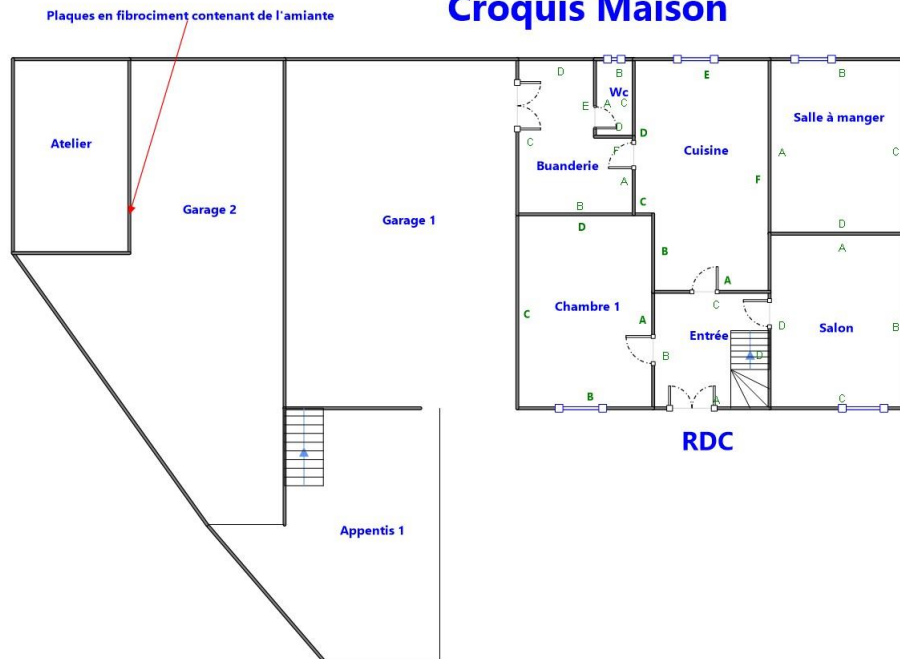 Croquis Maison
Plaques en fibrociment contenant de l'amiante
D
B
E
B
Wc
E
A
C
Salle à manger
D
D
C
Atelier
Cuisine
F
A
C
Buanderie
A
F
C
B
Garage 2
Garage 1
D
D
B
A
A
Chambre 1
C
C
A
Entrée
D
Salon
B
B
D
B
A
C
RDC
Appentis 1